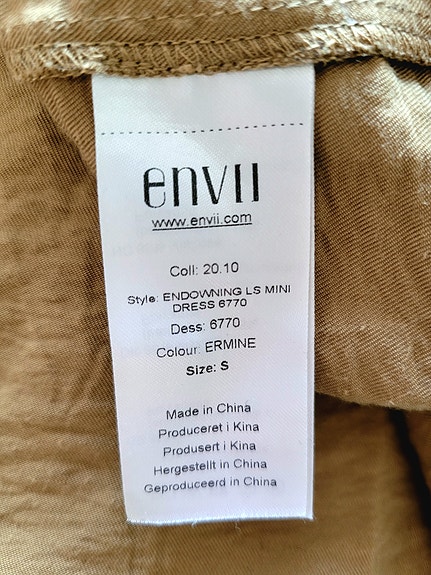 envii
www.envii.com
Coll: 20.10
Style: ENDOWNING LS MINI
DRESS 6770
Dess: 6770
Colour: ERMINE
Size: S
Made in China
Produceret i Kina
Produsert i Kina
Hergestellt in China
Geproduceerd in China